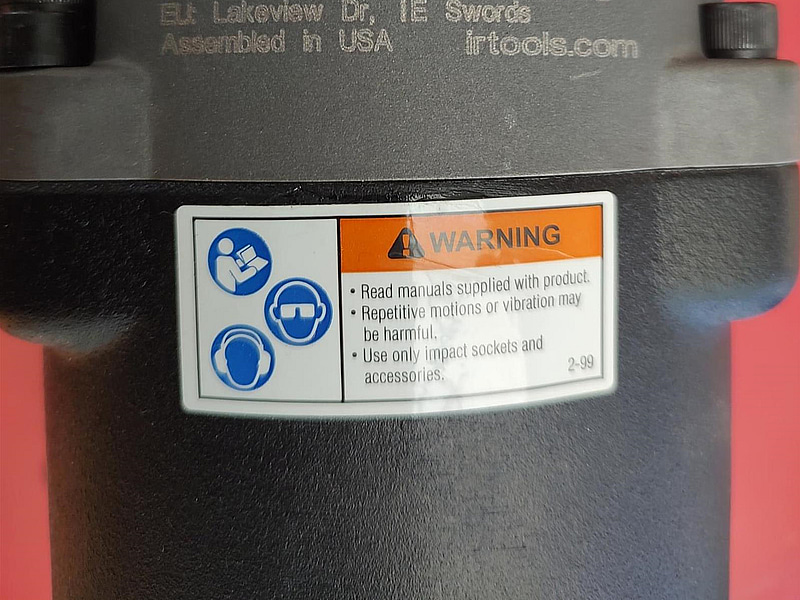 EU: Lakeview Dr, IE Swords
Assembled in USA irtools.com
WARNING
• Read manuals supplied with product.
• Repetitive motions or vibration may
be harmful.
• Use only impact sockets and
accessories.
2-99